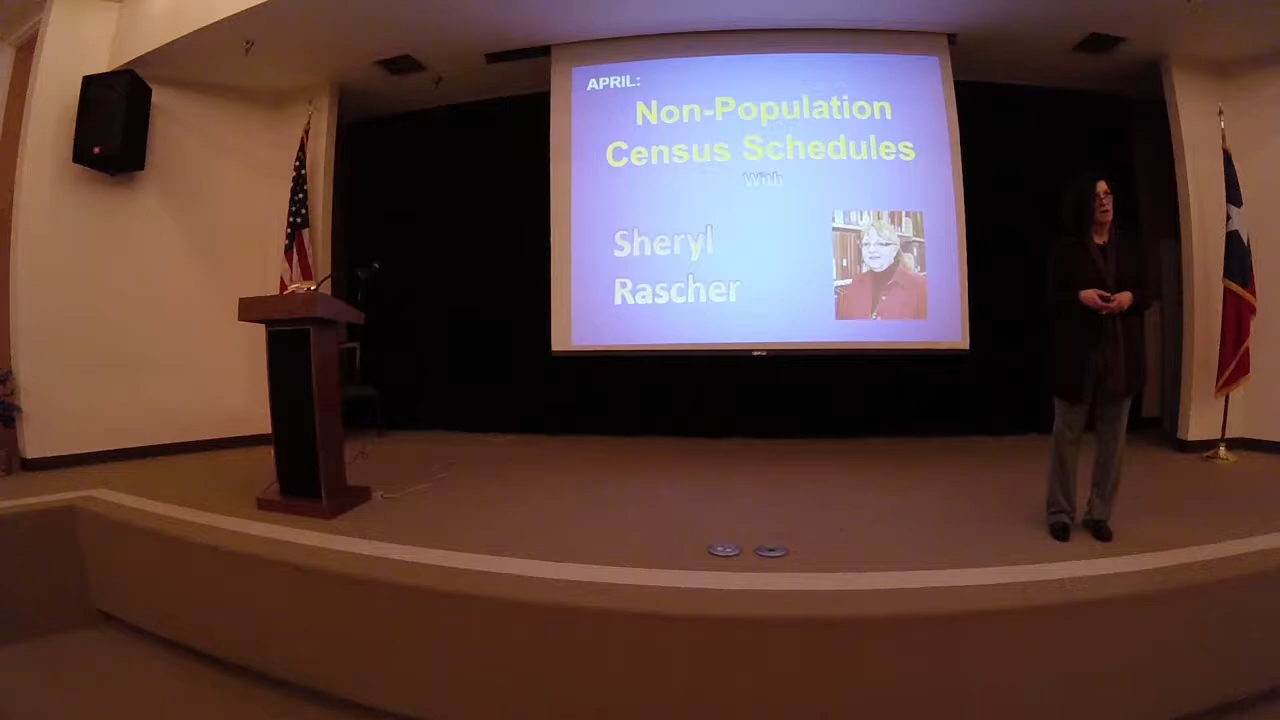 APRIL:
Non-Population
Census Schedules
With
Sheryl
Rascher